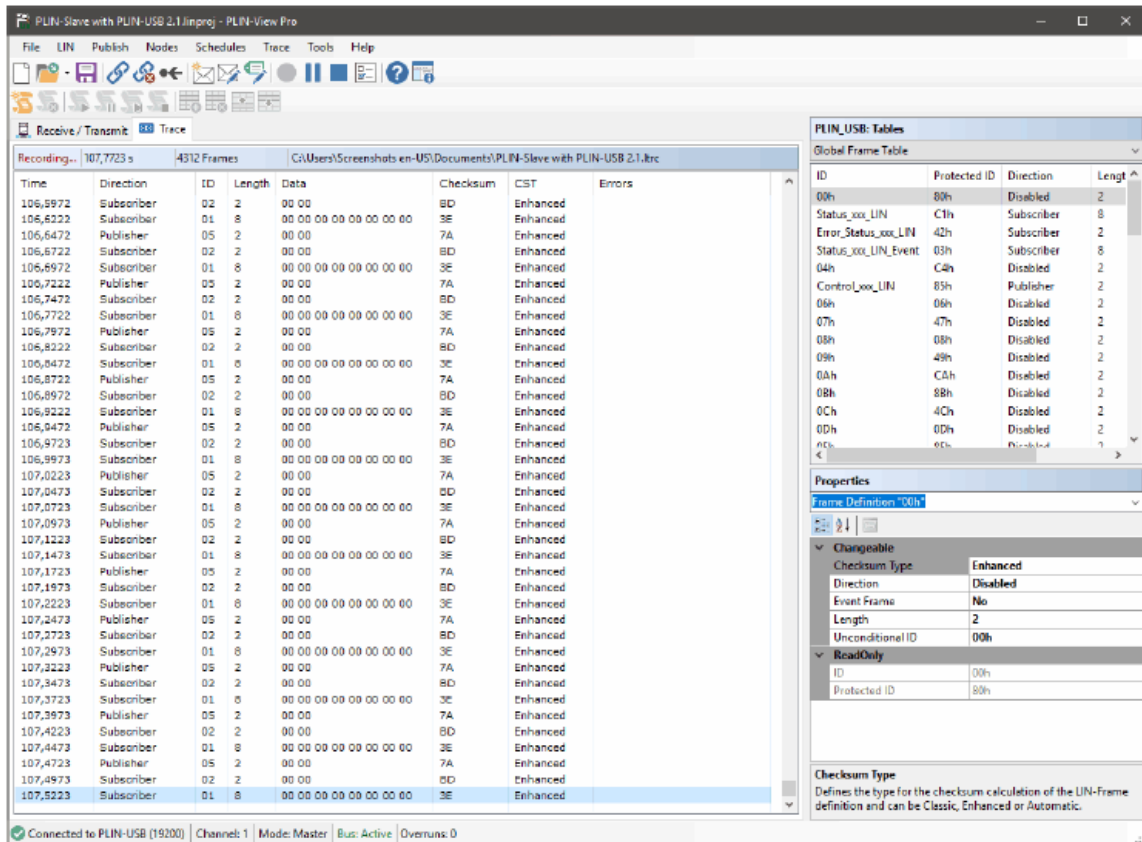 PLIN-Slave with PLIN-USB 2.1.linproj - PLIN-View Pro
File LIN Publish Nodes Schedules Trace Tools Help
Receive / Transmit Trace
Recording... 107,7723 s 4312 Frames C:\Users\Screenshots en-US\Documents\PLIN-Slave with PLIN-USB 2.1.ltrc
Time Direction ID Length Data Checksum CST Errors
106,5972 Subscriber 02 2 00 00 BD Enhanced
106,6222 Subscriber 01 8 00 00 00 00 00 00 00 00 3E Enhanced
106,6472 Publisher 05 2 00 00 7A Enhanced
106,6722 Subscriber 02 2 00 00 BD Enhanced
106,6972 Subscriber 01 8 00 00 00 00 00 00 00 00 3E Enhanced
106,7222 Publisher 05 2 00 00 7A Enhanced
106,7472 Subscriber 02 2 00 00 BD Enhanced
106,7722 Subscriber 01 8 00 00 00 00 00 00 00 00 3E Enhanced
106,7972 Publisher 05 2 00 00 7A Enhanced
106,8222 Subscriber 02 2 00 00 BD Enhanced
106,8472 Subscriber 01 8 00 00 00 00 00 00 00 00 3E Enhanced
106,8722 Publisher 05 2 00 00 7A Enhanced
106,8972 Subscriber 02 2 00 00 BD Enhanced
106,9222 Subscriber 01 8 00 00 00 00 00 00 00 00 3E Enhanced
106,9472 Publisher 05 2 00 00 7A Enhanced
106,9723 Subscriber 02 2 00 00 BD Enhanced
106,9973 Subscriber 01 8 00 00 00 00 00 00 00 00 3E Enhanced
107,0223 Publisher 05 2 00 00 7A Enhanced
107,0473 Subscriber 02 2 00 00 BD Enhanced
107,0723 Subscriber 01 8 00 00 00 00 00 00 00 00 3E Enhanced
107,0973 Publisher 05 2 00 00 7A Enhanced
107,1223 Subscriber 02 2 00 00 BD Enhanced
107,1473 Subscriber 01 8 00 00 00 00 00 00 00 00 3E Enhanced
107,1723 Publisher 05 2 00 00 7A Enhanced
107,1973 Subscriber 02 2 00 00 BD Enhanced
107,2223 Subscriber 01 8 00 00 00 00 00 00 00 00 3E Enhanced
107,2473 Publisher 05 2 00 00 7A Enhanced
107,2723 Subscriber 02 2 00 00 BD Enhanced
107,2973 Subscriber 01 8 00 00 00 00 00 00 00 00 3E Enhanced
107,3223 Publisher 05 2 00 00 7A Enhanced
107,3473 Subscriber 02 2 00 00 BD Enhanced
107,3723 Subscriber 01 8 00 00 00 00 00 00 00 00 3E Enhanced
107,3973 Publisher 05 2 00 00 7A Enhanced
107,4223 Subscriber 02 2 00 00 BD Enhanced
107,4473 Subscriber 01 8 00 00 00 00 00 00 00 00 3E Enhanced
107,4723 Publisher 05 2 00 00 7A Enhanced
107,4973 Subscriber 02 2 00 00 BD Enhanced
107,5223 Subscriber 01 8 00 00 00 00 00 00 00 00 3E Enhanced
PLIN_USB: Tables
Global Frame Table
ID Protected ID Direction Lengt
00h 80h Disabled 2
Status_xxx_LIN C1h Subscriber 8
Error_Status_xxx_LIN 42h Subscriber 2
Status_xxx_LIN_Event 03h Subscriber 8
04h C4h Disabled 2
Control_xxx_LIN 85h Publisher 2
06h 06h Disabled 2
07h 47h Disabled 2
08h 08h Disabled 2
09h 49h Disabled 2
0Ah CAh Disabled 2
0Bh 8Bh Disabled 2
0Ch 4Ch Disabled 2
0Dh 0Dh Disabled 2
Properties
Frame Definition "00h"
Changeable
Checksum Type Enhanced
Direction Disabled
Event Frame No
Length 2
Unconditional ID 00h
ReadOnly
ID 00h
Protected ID 80h
Checksum Type
Defines the type for the checksum calculation of the LIN-Frame
definition and can be Classic, Enhanced or Automatic.
Connected to PLIN-USB (19200) Channel: 1 Mode: Master Bus: Active Overruns: 0